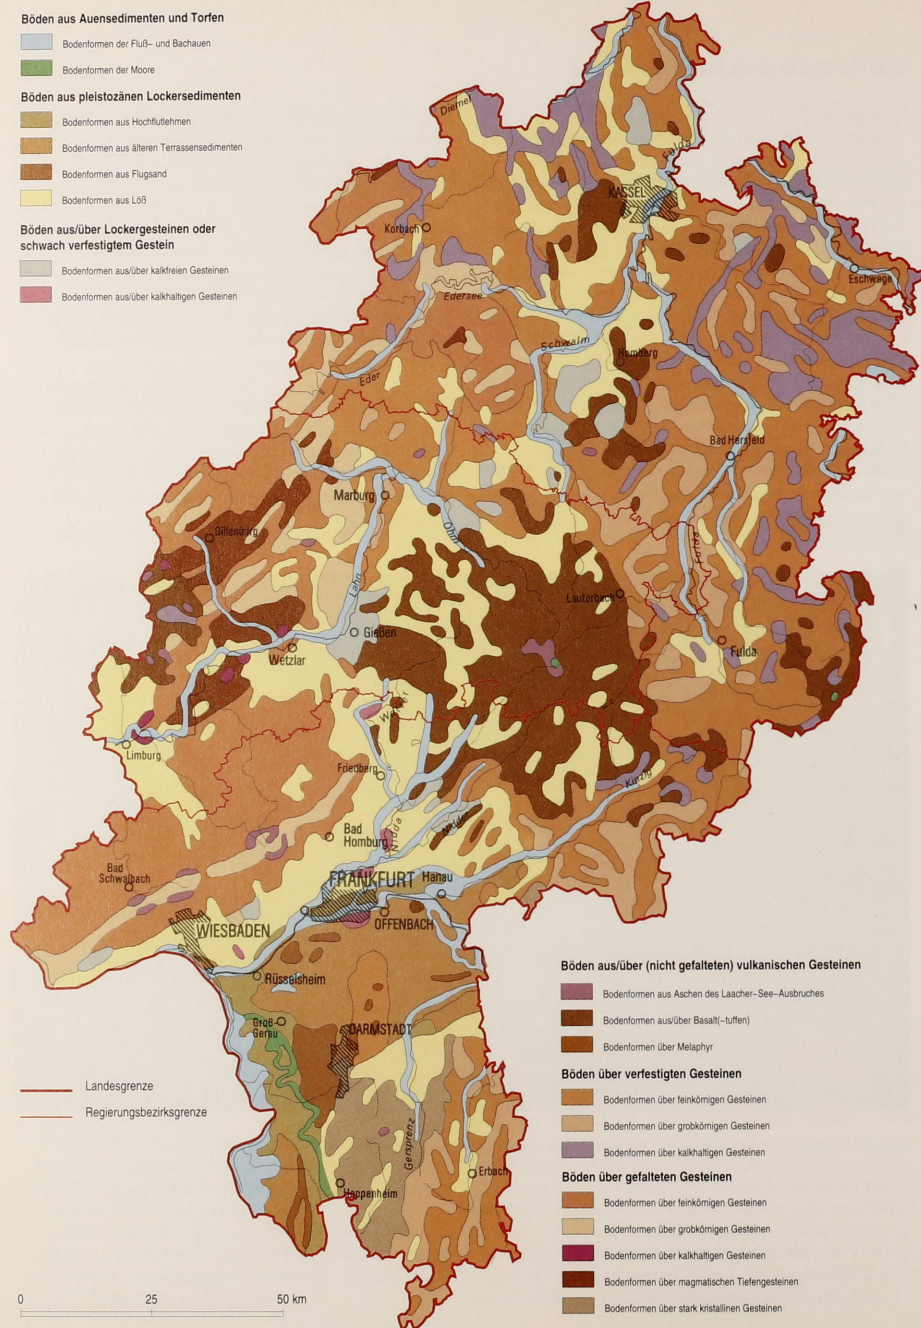 Böden aus Auensedimenten und Torfen
Bodenformen der Fluß- und Bachauen
Bodenformen der Moore
Böden aus pleistozänen Lockersedimenten
Bodenformen aus Hochflutlehmen
Bodenformen aus älteren Terrassensedimenten
Bodenformen aus Flugsand
Bodenformen aus Löß
Böden aus/über Lockergesteinen oder
schwach verfestigtem Gestein
Bodenformen aus/über kalkfreien Gesteinen
Bodenformen aus/über kalkhaltigen Gesteinen
Diemel
Fulda
KASSEL
Korbach
Eschwege
Edersee
Schwalm
Homberg
Eder
Bad Hersfeld
Marburg
Dillenburg
Ohm
Fulda
Lahn
Lauterbach
Gießen
Wetzlar
Fulda
Wetter
Limburg
Friedberg
Kinzig
Bad
Homburg
Nidda
Nidder
Bad
Schwalbach
FRANKFURT
Hanau
OFFENBACH
WIESBADEN
Rüsselsheim
Groß-
Gerau
DARMSTADT
Gersprenz
Erbach
Heppenheim
Landesgrenze
Regierungsbezirksgrenze
0 25 50 km
Böden aus/über (nicht gefalteten) vulkanischen Gesteinen
Bodenformen aus Aschen des Laacher-See-Ausbruches
Bodenformen aus/über Basalt(-tuffen)
Bodenformen über Melaphyr
Böden über verfestigten Gesteinen
Bodenformen über feinkörnigen Gesteinen
Bodenformen über grobkörnigen Gesteinen
Bodenformen über kalkhaltigen Gesteinen
Böden über gefalteten Gesteinen
Bodenformen über feinkörnigen Gesteinen
Bodenformen über grobkörnigen Gesteinen
Bodenformen über kalkhaltigen Gesteinen
Bodenformen über magmatischen Tiefengesteinen
Bodenformen über stark kristallinen Gesteinen